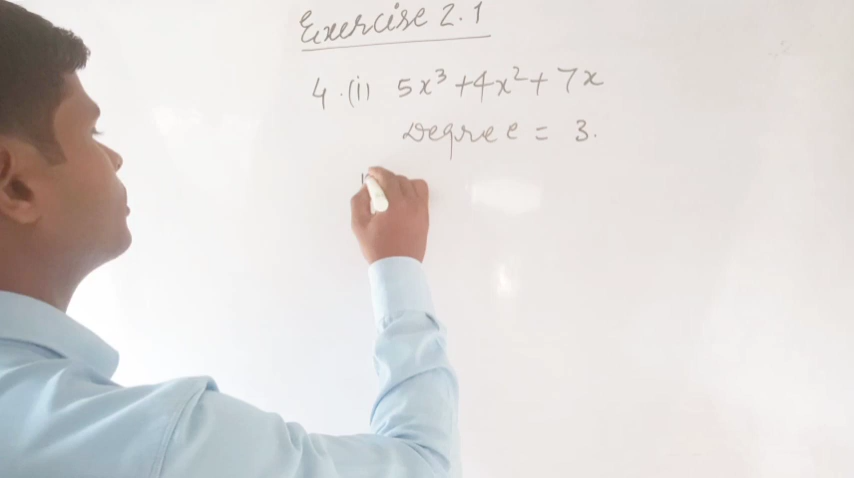 Exercise 2.1
4.(i) 5x³+4x²+7x
Degree = 3.